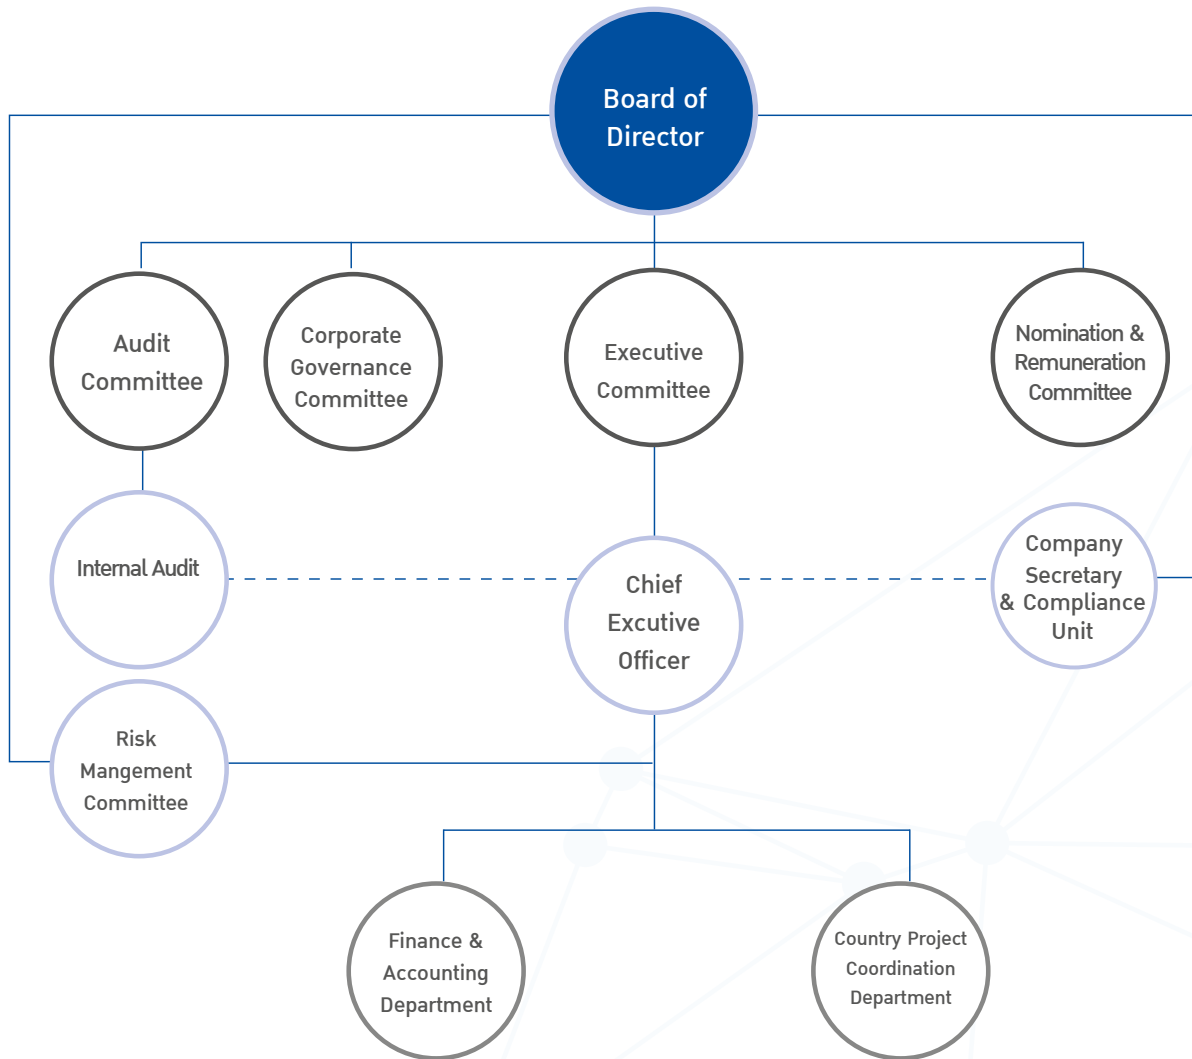 Board of
Director
Audit
Committee
Corporate
Governance
Committee
Executive
Committee
Nomination &
Remuneration
Committee
Internal Audit
Chief
Excutive
Officer
Company
Secretary
& Compliance
Unit
Risk
Mangement
Committee
Finance &
Accounting
Department
Country Project
Coordination
Department